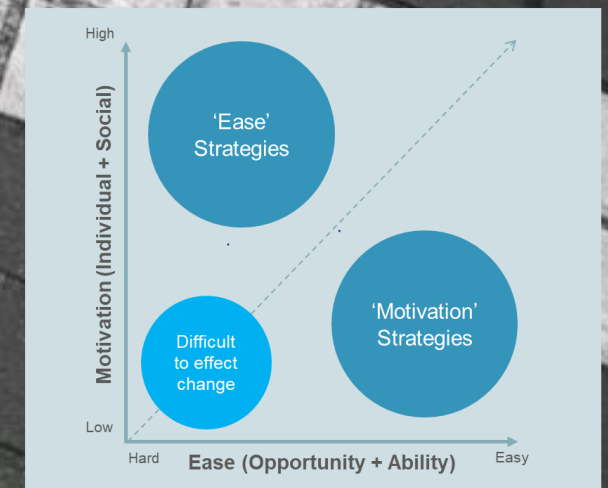 High
Motivation (Individual + Social)
‘Ease’
Strategies
‘Motivation’
Strategies
Difficult
to effect
change
Low
Hard
Ease (Opportunity + Ability)
Easy